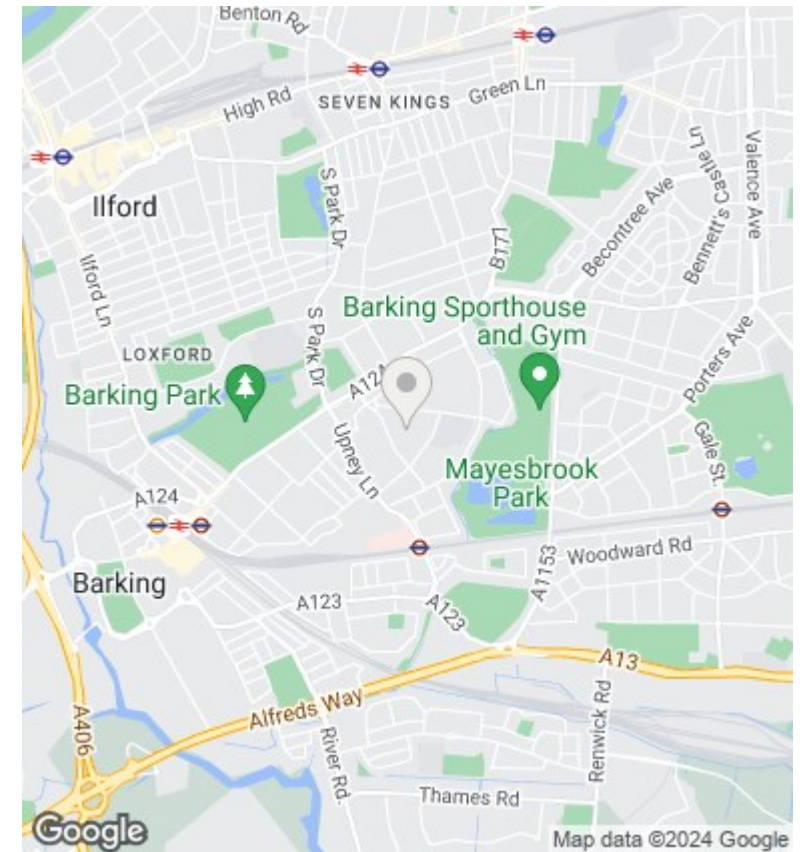 Benton Rd
SEVEN KINGS
High Rd
Green Ln
Ilford
S Park Dr
B177
Becontree Ave
Bennett's Castle Ln
Valence Ave
Ilford Ln
LOXFORD
S Park Dr
A124
Barking Sporthouse
and Gym
Porters Ave
Barking Park
Upney Ln
Mayesbrook
Park
Gale St.
A124
Woodward Rd
Barking
A123
A123
A1153
A13
A406
Alfreds Way
River Rd.
Renwick Rd
Thames Rd
Google
Map data ©2024 Google